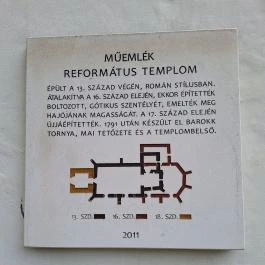 MŰEMLÉK
REFORMÁTUS TEMPLOM
ÉPÜLT A 13. SZÁZAD VÉGÉN, ROMÁN STÍLUSBAN.
ÁTALAKÍTVA A 16. SZÁZAD ELEJÉN, EKKOR ÉPÍTETTÉK
BOLTOZOTT, GÓTIKUS SZENTÉLYÉT, EMELTÉK MEG
HAJÓJÁNAK MAGASSÁGÁT. A 17. SZÁZAD ELEJÉN
ÚJJÁÉPÍTETTÉK. 1791 UTÁN KÉSZÜLT EL BAROKK
TORNYA, MAI TETŐZETE ÉS A TEMPLOMBELSŐ.
13. SZD. 16. SZD. 18. SZD.
2011